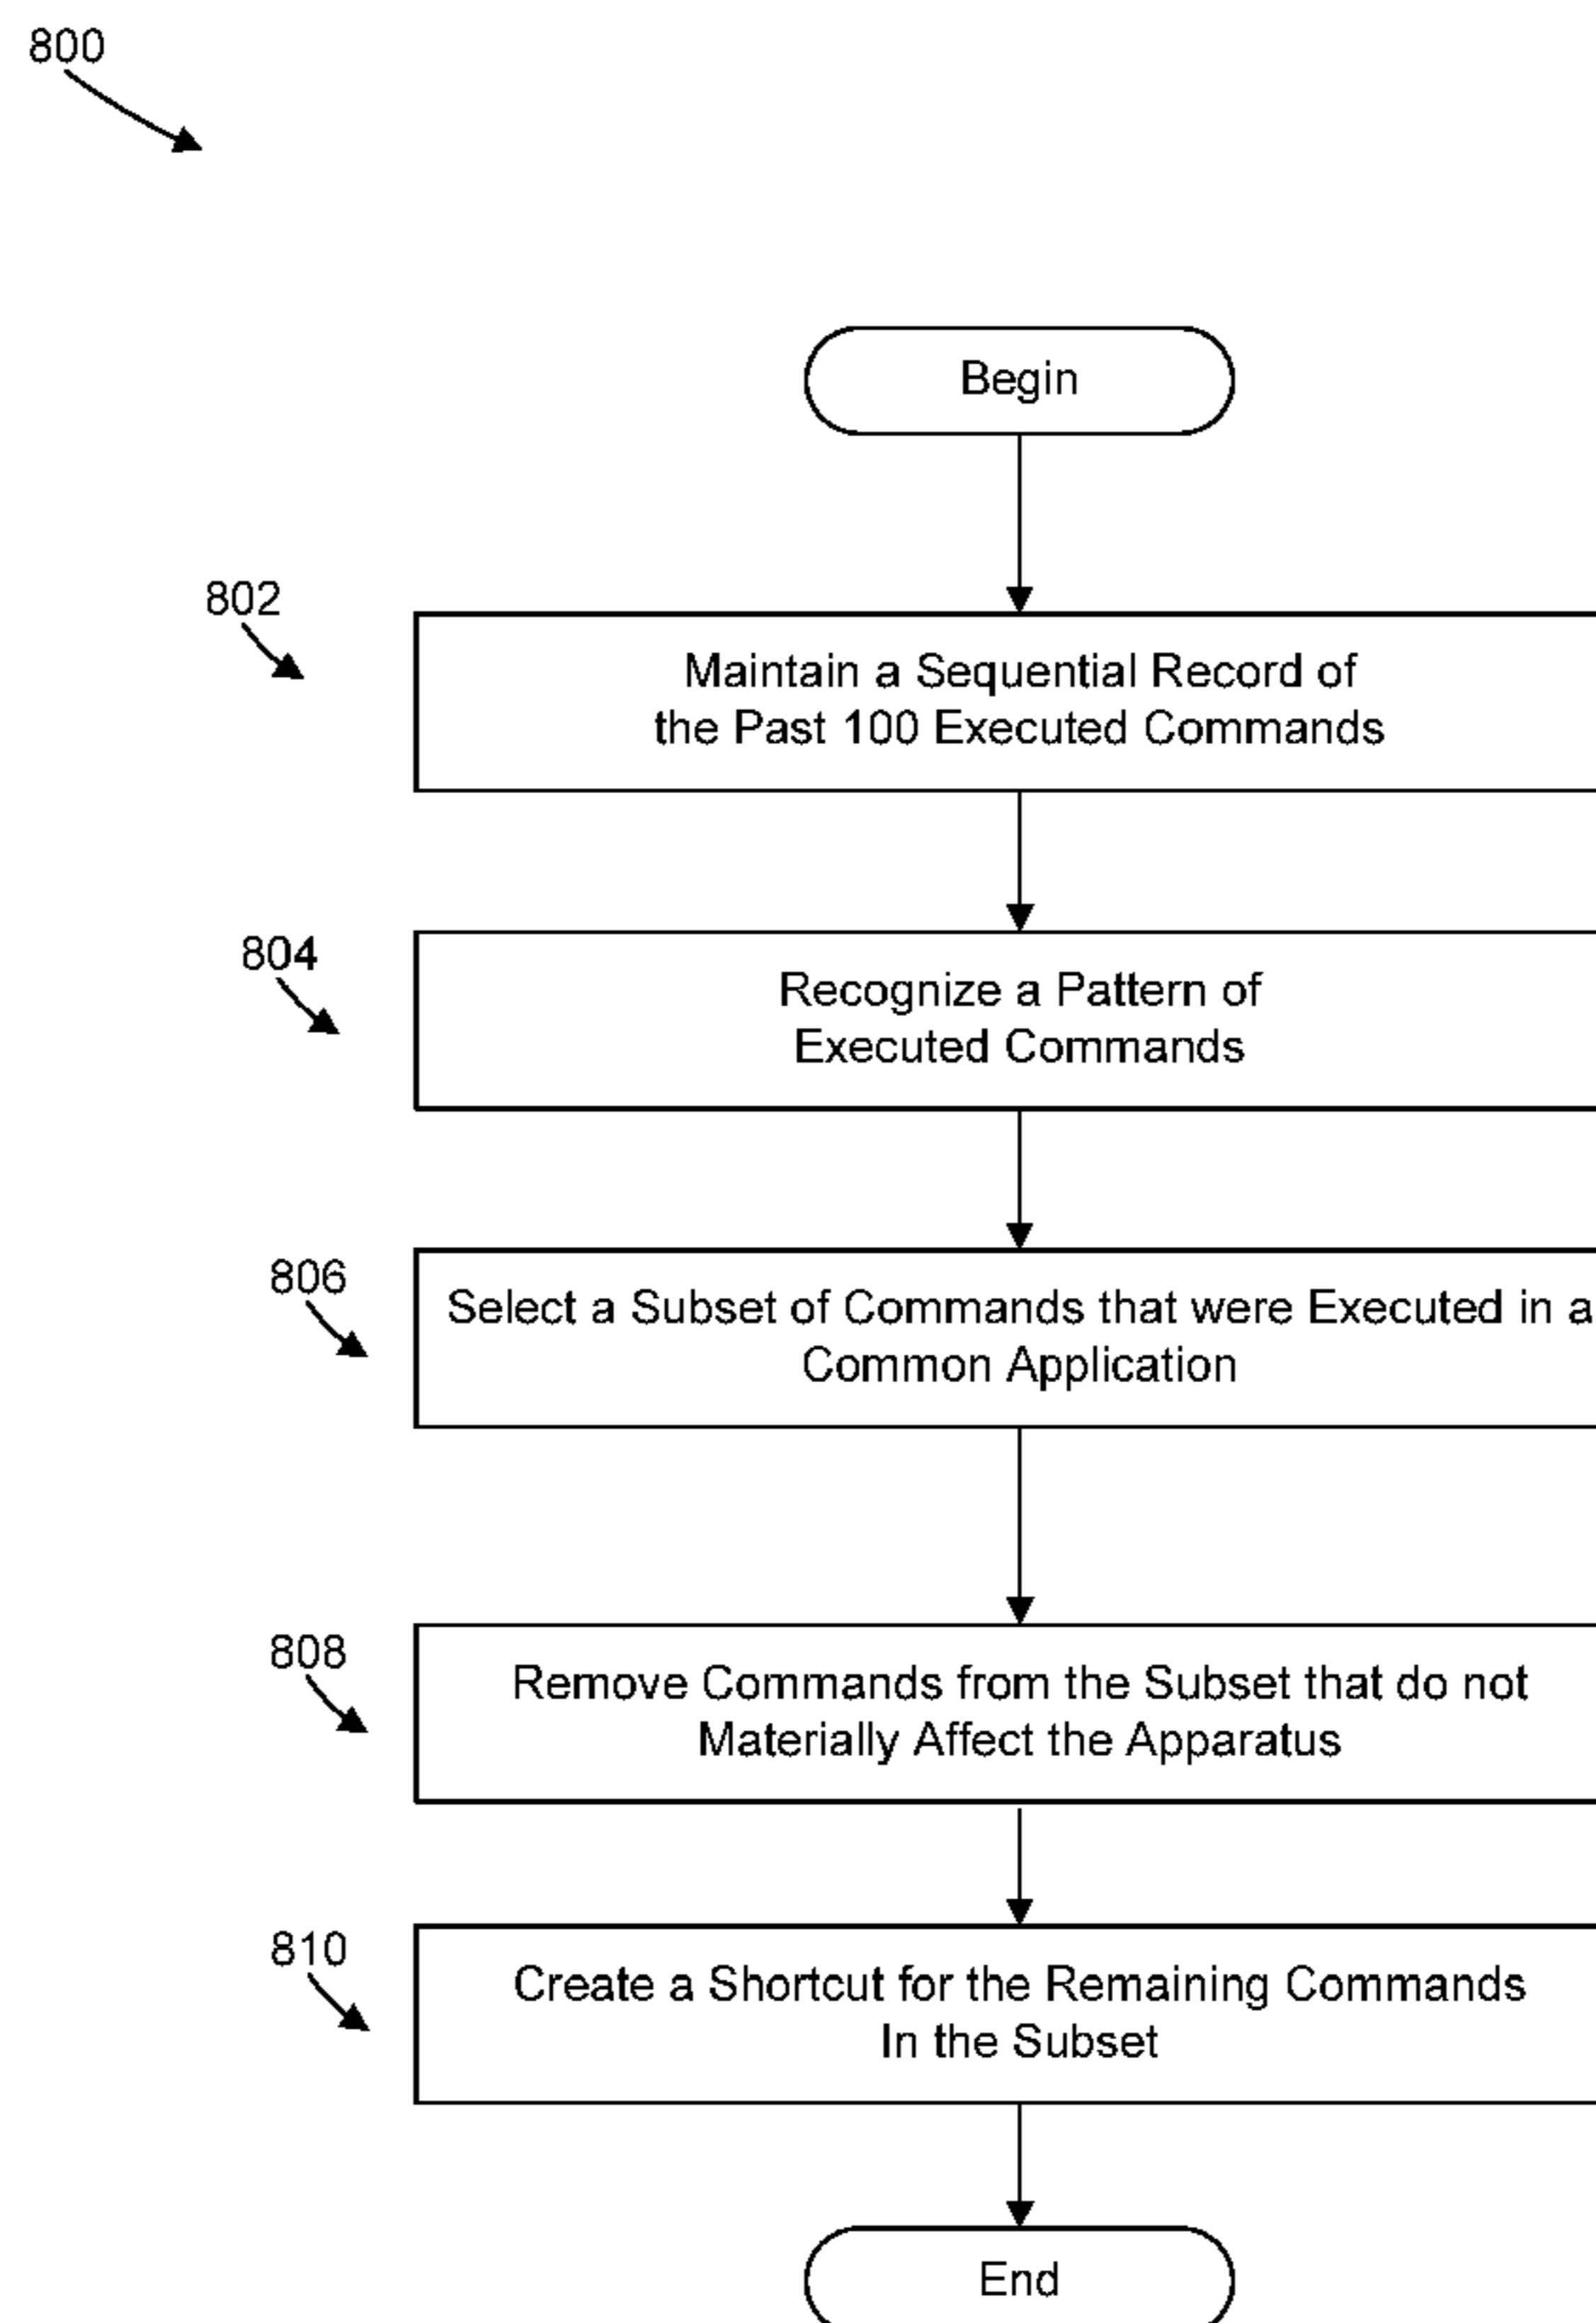 800
Begin
802
Maintain a Sequential Record of
the Past 100 Executed Commands
804
Recognize a Pattern of
Executed Commands
806
Select a Subset of Commands that were Executed in a
Common Application
808
Remove Commands from the Subset that do not
Materially Affect the Apparatus
810
Create a Shortcut for the Remaining Commands
In the Subset
End